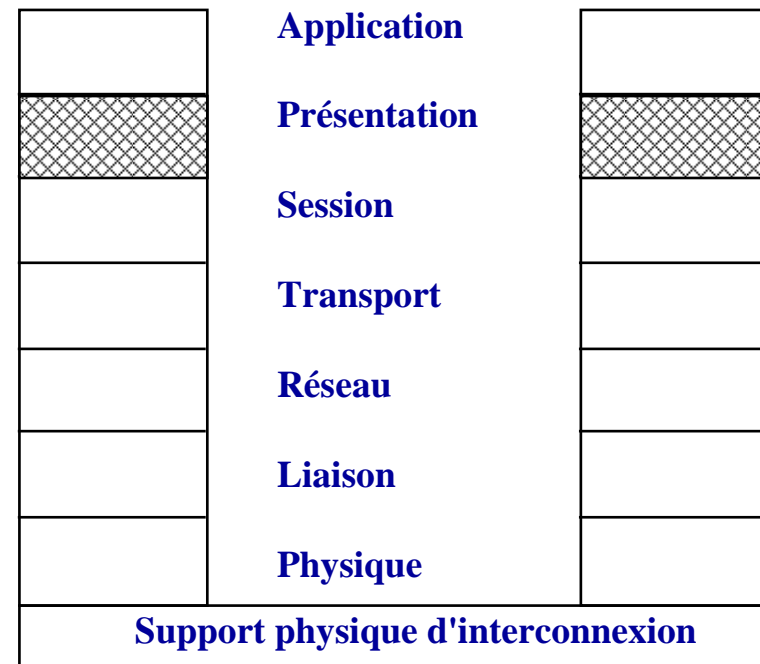 Application
Présentation
Session
Transport
Réseau
Liaison
Physique
Support physique d'interconnexion